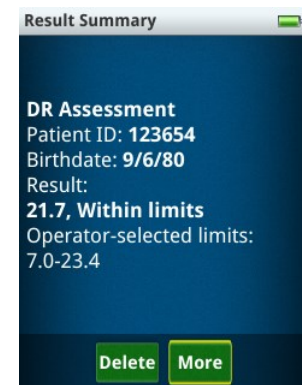 Result Summary
DR Assessment
Patient ID: 123654
Birthdate: 9/6/80
Result:
21.7, Within limits
Operator-selected limits:
7.0-23.4
Delete
More